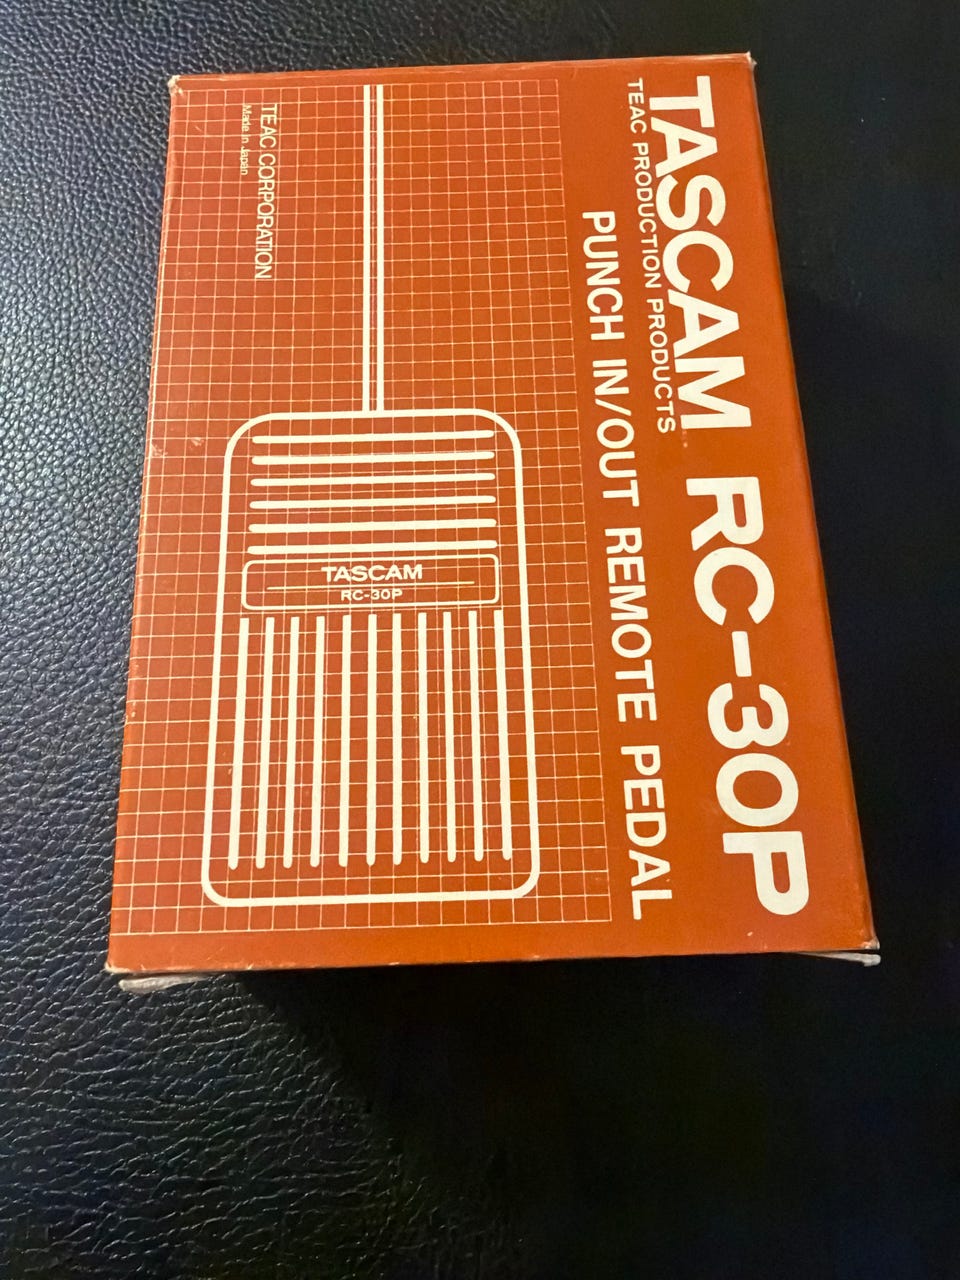 TASCAM RC-30P
TEAC PRODUCTION PRODUCTS
PUNCH IN/OUT REMOTE PEDAL
TASCAM
RC-30P
TEAC CORPORATION
Made in Japan